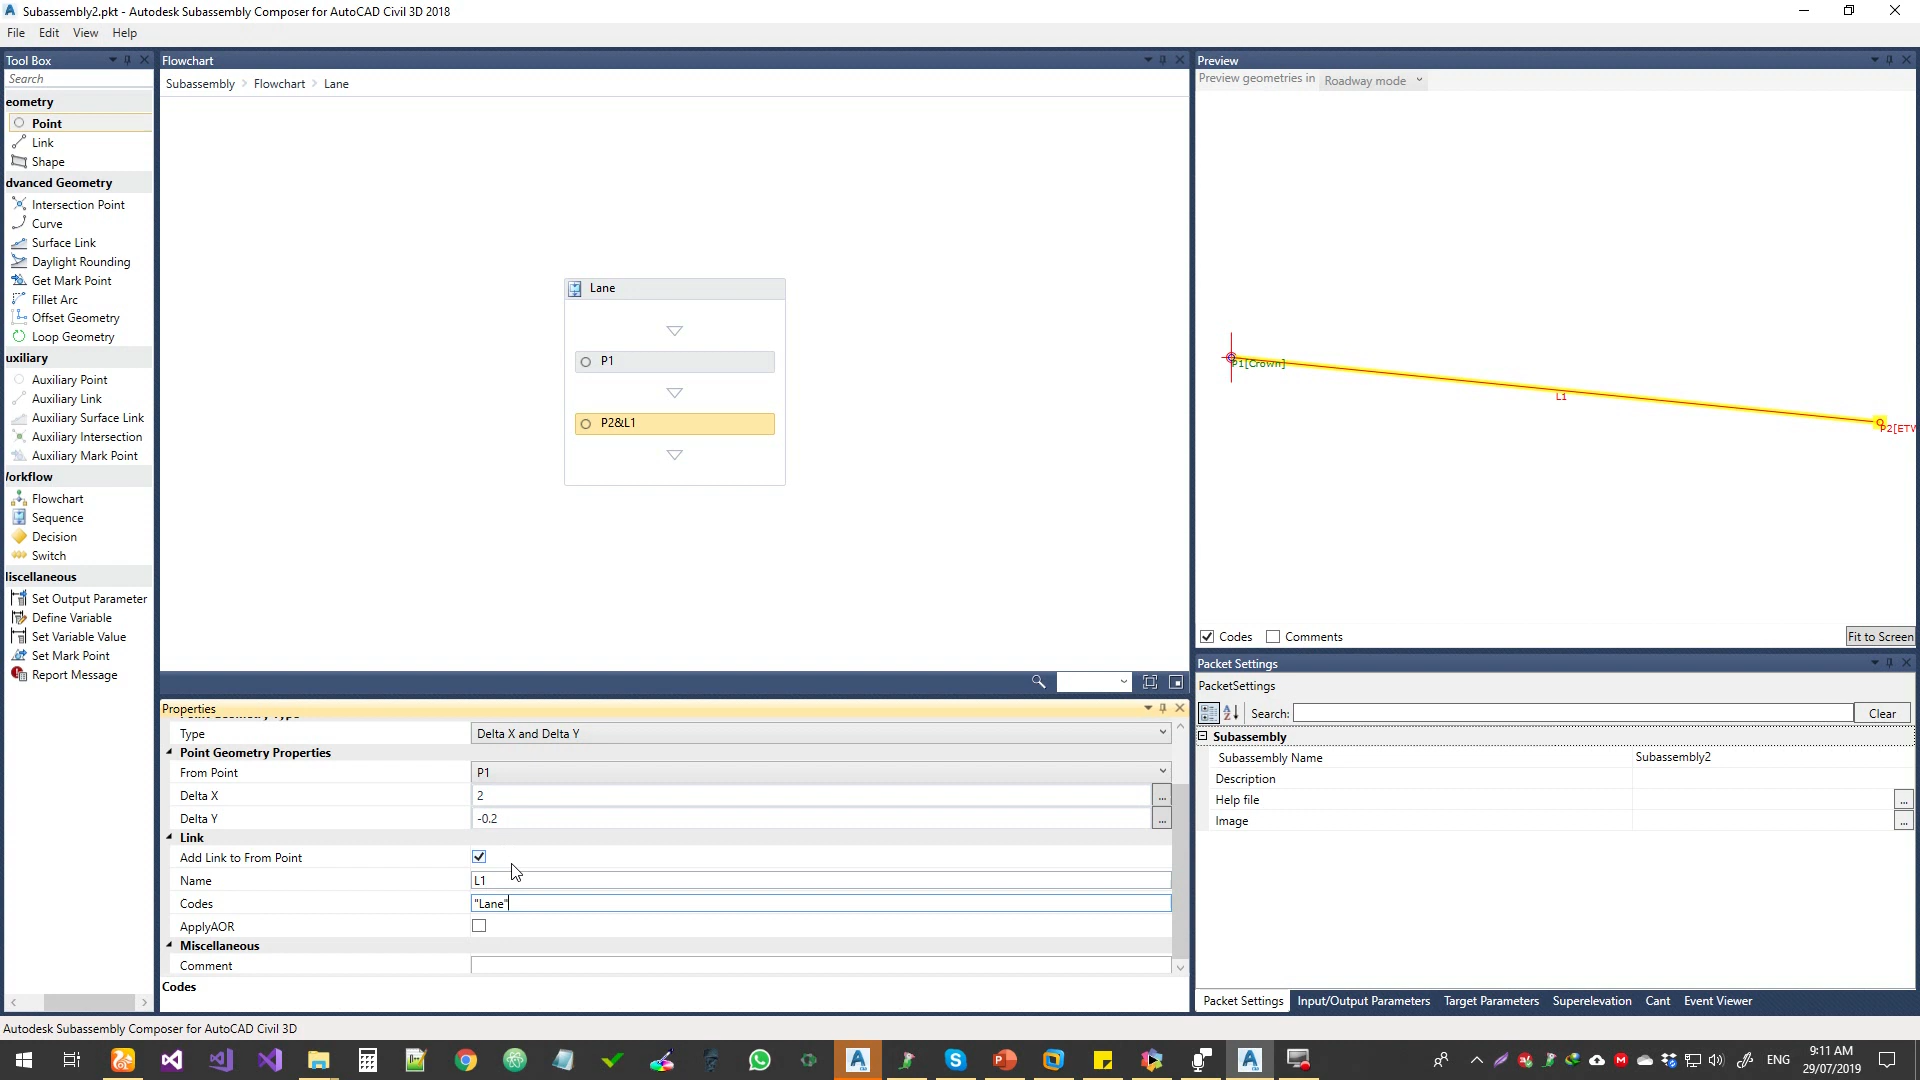 Subassembly2.pkt - Autodesk Subassembly Composer for AutoCAD Civil 3D 2018
File Edit View Help
Tool Box
Search
eometry
Point
Link
Shape
dvanced Geometry
Intersection Point
Curve
Surface Link
Daylight Rounding
Get Mark Point
Fillet Arc
Offset Geometry
Loop Geometry
uxiliary
Auxiliary Point
Auxiliary Link
Auxiliary Surface Link
Auxiliary Intersection
Auxiliary Mark Point
/orkflow
Flowchart
Sequence
Decision
Switch
liscellaneous
Set Output Parameter
Define Variable
Set Variable Value
Set Mark Point
Report Message
Flowchart
Subassembly > Flowchart > Lane
Lane
P1
P2&L1
Properties
Point Geometry Type
Type Delta X and Delta Y
Point Geometry Properties
From Point P1
Delta X 2 ...
Delta Y -0.2 ...
Link
Add Link to From Point
Name L1
Codes "Lane"
ApplyAOR
Miscellaneous
Comment
Codes
Preview
Preview geometries in Roadway mode
P1[Crown]
L1
P2[ETW
Codes Comments Fit to Screen
Packet Settings
PacketSettings
Search: Clear
Subassembly
Subassembly Name Subassembly2
Description
Help file ...
Image ...
Packet Settings Input/Output Parameters Target Parameters Superelevation Cant Event Viewer
Autodesk Subassembly Composer for AutoCAD Civil 3D
ENG
9:11 AM
29/07/2019